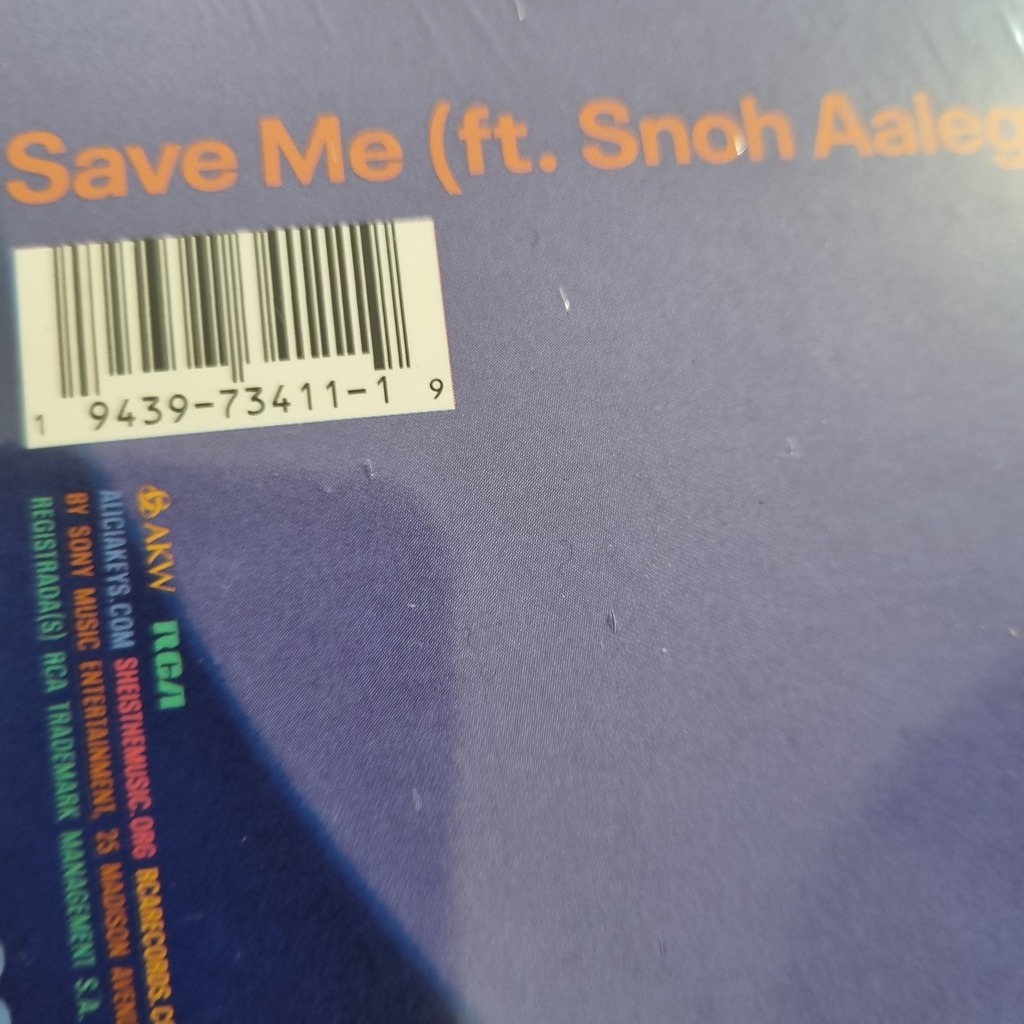 Save Me (ft. Snoh Aaleg
1 9439-73411-1 9
AKW RCA
ALICIAKEYS.COM SHEISTHEMUSIC.ORG RCARECORDS.C
BY SONY MUSIC ENTERTAINMENT, 25 MADISON AVEN
REGISTRADA(S) RCA TRADEMARK MANAGEMENT S.A.